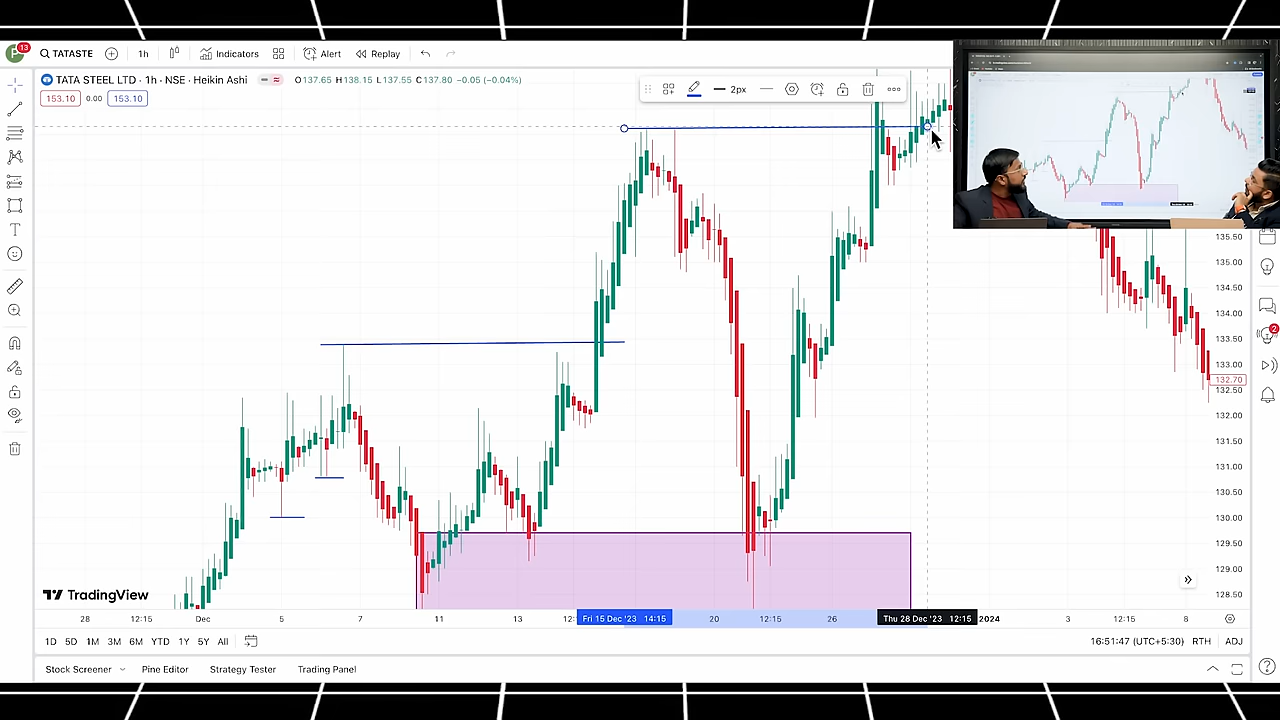 13
TATASTE
1h
Indicators
Alert
Replay
TATA STEEL LTD · 1h · NSE · Heikin Ashi
O137.65 H138.15 L137.55 C137.80 -0.05 (-0.04%)
153.10 0.00 153.10
2px
135.50
135.00
134.50
134.00
133.50
133.00
132.70
132.50
132.00
131.50
131.00
130.50
130.00
129.50
129.00
128.50
2
TradingView
28 12:15 Dec 5 7 11 13 12: Fri 15 Dec '23 14:15 20 12:15 26 Thu 28 Dec '23 12:15 2024 3 12:15 8
1D 5D 1M 3M 6M YTD 1Y 5Y All
16:51:47 (UTC+5:30) RTH ADJ
Stock Screener Pine Editor Strategy Tester Trading Panel